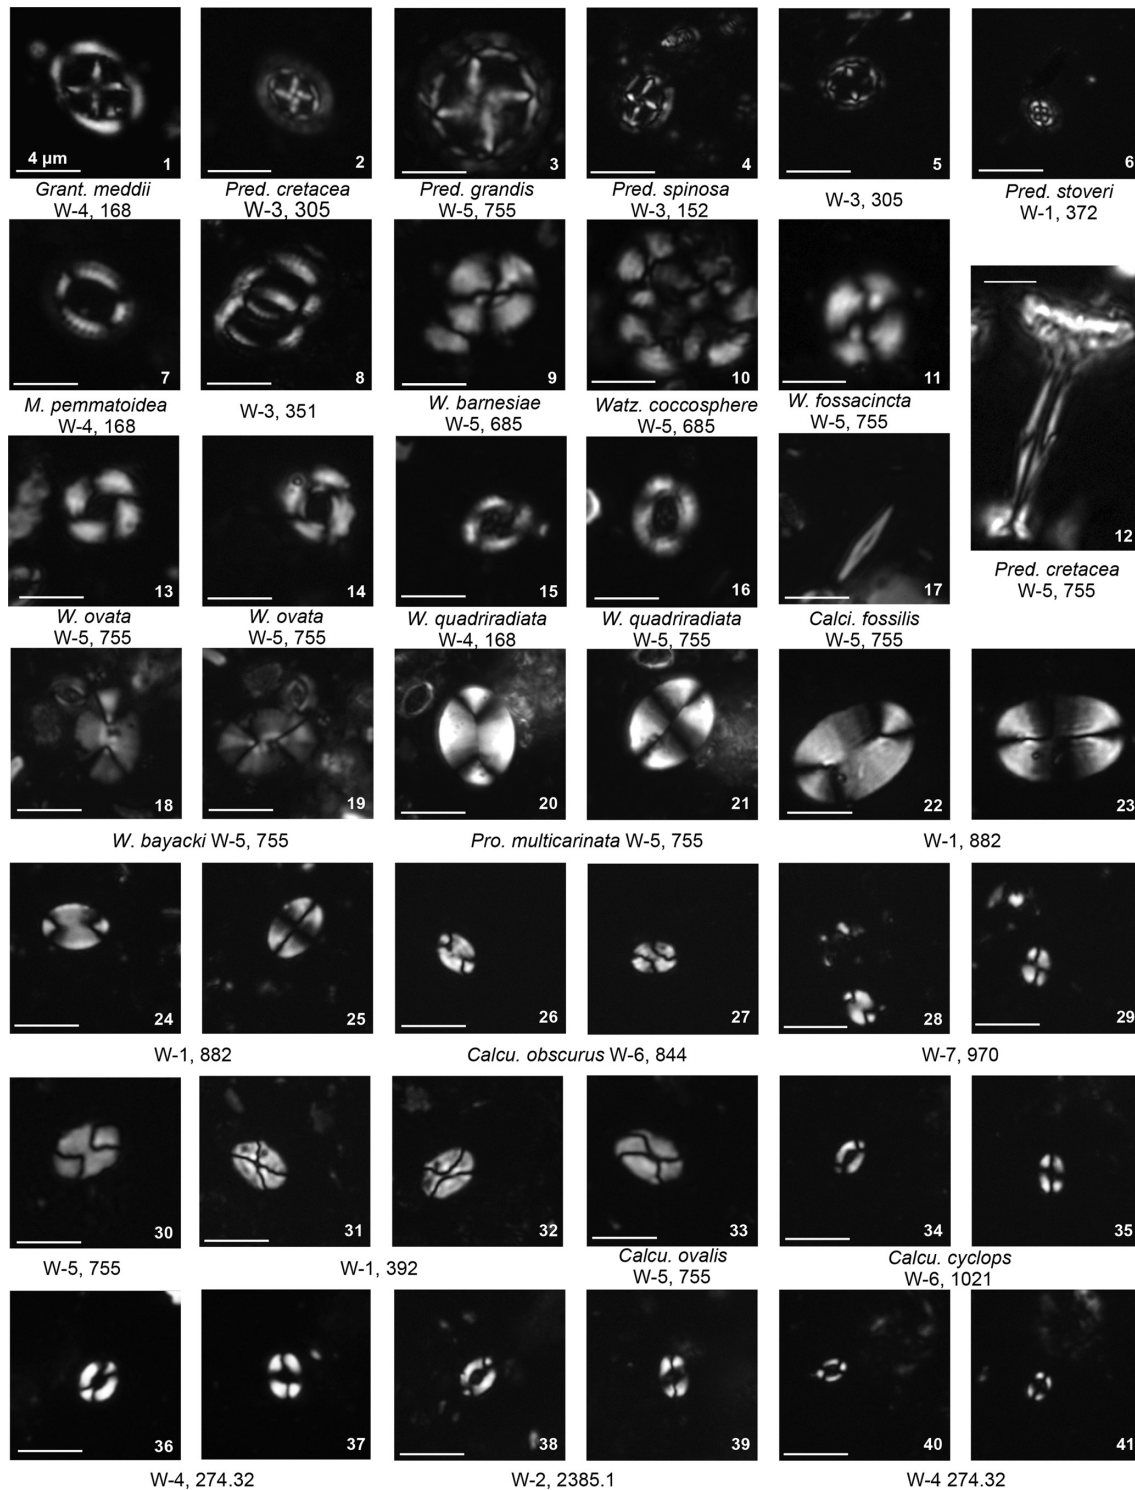 4 µm
1
2
3
4
5
6
Grant. meddii
W-4, 168
Pred. cretacea
W-3, 305
Pred. grandis
W-5, 755
Pred. spinosa
W-3, 152
W-3, 305
Pred. stoveri
W-1, 372
7
8
9
10
11
12
M. pemmatoidea
W-4, 168
W-3, 351
W. barnesiae
W-5, 685
Watz. coccosphere
W-5, 685
W. fossacincta
W-5, 755
Pred. cretacea
W-5, 755
13
14
15
16
17
W. ovata
W-5, 755
W. ovata
W-5, 755
W. quadriradiata
W-4, 168
W. quadriradiata
W-5, 755
Calci. fossilis
W-5, 755
18
19
20
21
22
23
W. bayacki W-5, 755
Pro. multicarinata W-5, 755
W-1, 882
24
25
26
27
28
29
W-1, 882
Calcu. obscurus W-6, 844
W-7, 970
30
31
32
33
34
35
W-5, 755
W-1, 392
Calcu. ovalis
W-5, 755
Calcu. cyclops
W-6, 1021
36
37
38
39
40
41
W-4, 274.32
W-2, 2385.1
W-4 274.32